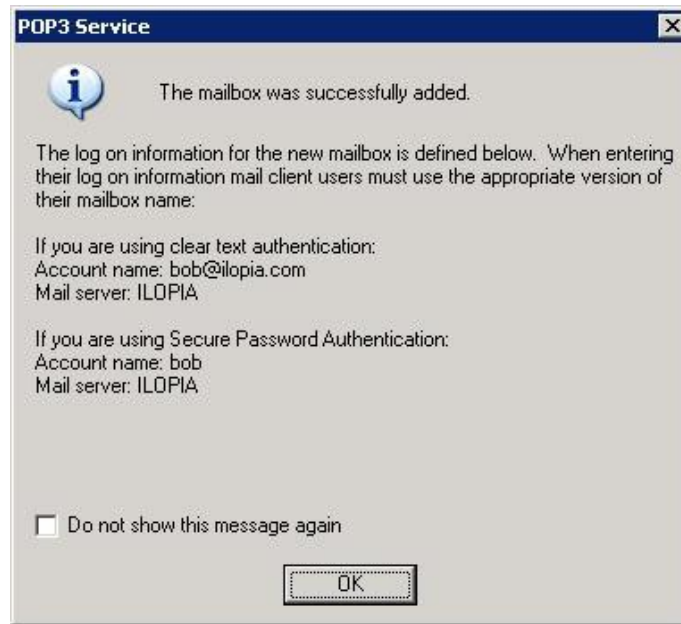 POP3 Service
The mailbox was successfully added.
The log on information for the new mailbox is defined below.  When entering
their log on information mail client users must use the appropriate version of
their mailbox name:
If you are using clear text authentication:
Account name: bob@ilopia.com
Mail server: ILOPIA
If you are using Secure Password Authentication:
Account name: bob
Mail server: ILOPIA
Do not show this message again
OK